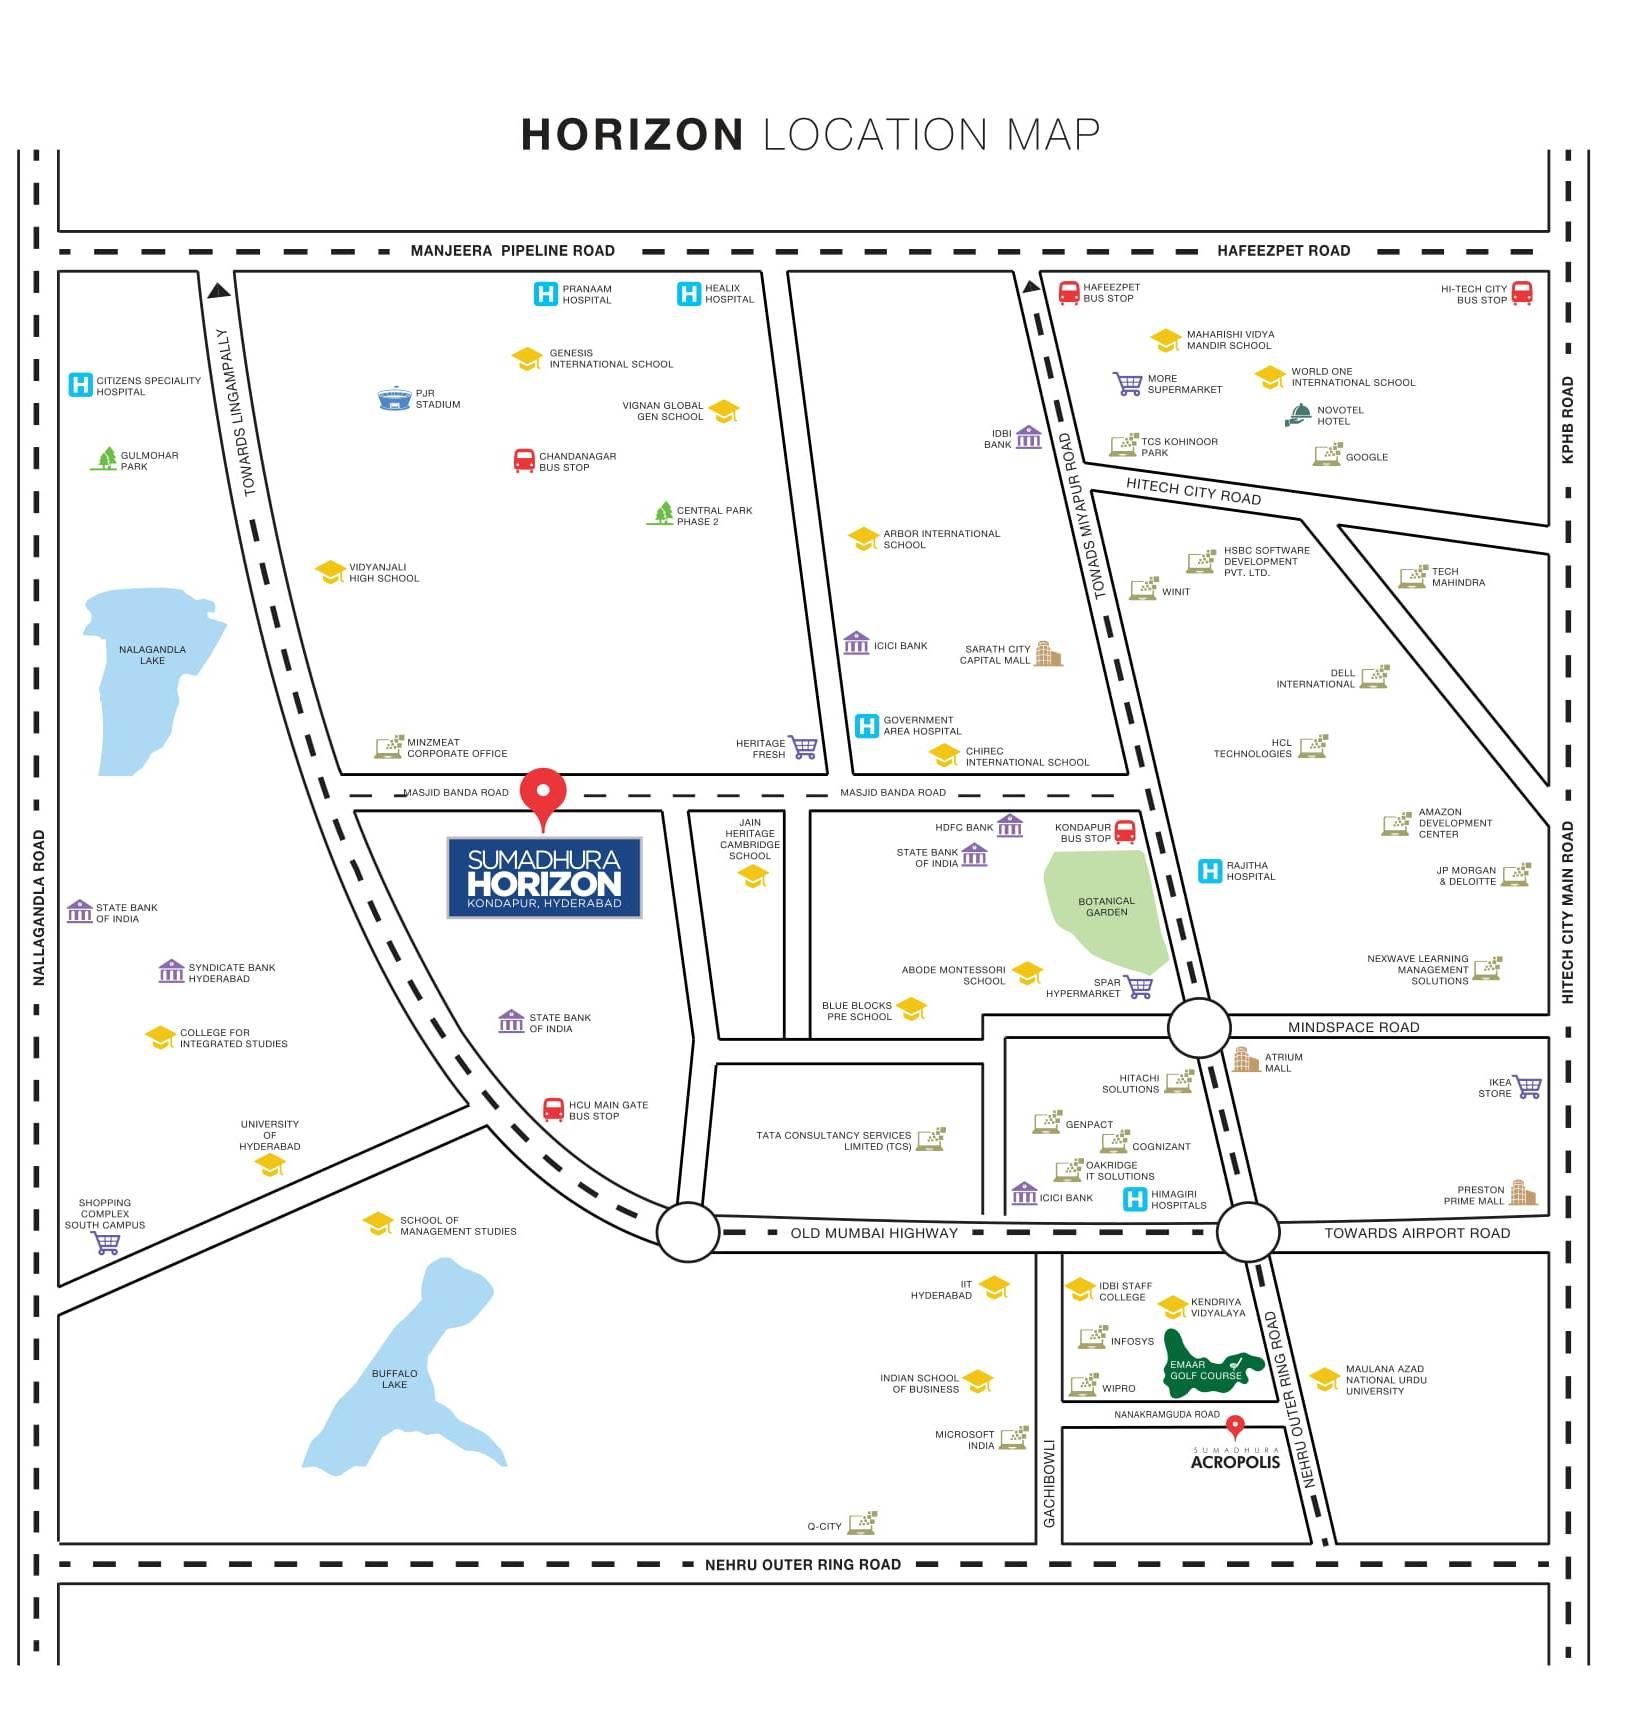 HORIZON LOCATION MAP
MANJEERA PIPELINE ROAD
HAFEEZPET ROAD
TOWARDS LINGAMPALLY
PRANAAM
HOSPITAL
HEALIX
HOSPITAL
HAFEEZPET
BUS STOP
HI-TECH CITY
BUS STOP
GENESIS
INTERNATIONAL SCHOOL
MAHARISHI VIDYA
MANDIR SCHOOL
CITIZENS SPECIALITY
HOSPITAL
PJR
STADIUM
VIGNAN GLOBAL
GEN SCHOOL
MORE
SUPERMARKET
WORLD ONE
INTERNATIONAL SCHOOL
NOVOTEL
HOTEL
KPHB ROAD
GULMOHAR
PARK
CHANDANAGAR
BUS STOP
IDBI
BANK
TCS KOHINOOR
PARK
GOOGLE
TOWADS MIYAPUR ROAD
HITECH CITY ROAD
CENTRAL PARK
PHASE 2
ARBOR INTERNATIONAL
SCHOOL
VIDYANJALI
HIGH SCHOOL
HSBC SOFTWARE
DEVELOPMENT
PVT. LTD.
WINIT
TECH
MAHINDRA
NALAGANDLA
LAKE
ICICI BANK
SARATH CITY
CAPITAL MALL
DELL
INTERNATIONAL
GOVERNMENT
AREA HOSPITAL
MINZMEAT
CORPORATE OFFICE
HERITAGE
FRESH
CHIREC
INTERNATIONAL SCHOOL
HCL
TECHNOLOGIES
MASJID BANDA ROAD
MASJID BANDA ROAD
NALLAGANDLA ROAD
HITECH CITY MAIN ROAD
SUMADHURA
HORIZON
KONDAPUR, HYDERABAD
JAIN
HERITAGE
CAMBRIDGE
SCHOOL
HDFC BANK
STATE BANK
OF INDIA
KONDAPUR
BUS STOP
AMAZON
DEVELOPMENT
CENTER
RAJITHA
HOSPITAL
JP MORGAN
& DELOITTE
BOTANICAL
GARDEN
STATE BANK
OF INDIA
SYNDICATE BANK
HYDERABAD
ABODE MONTESSORI
SCHOOL
SPAR
HYPERMARKET
NEXWAVE LEARNING
MANAGEMENT
SOLUTIONS
BLUE BLOCKS
PRE SCHOOL
STATE BANK
OF INDIA
COLLEGE FOR
INTEGRATED STUDIES
MINDSPACE ROAD
ATRIUM
MALL
HITACHI
SOLUTIONS
IKEA
STORE
HCU MAIN GATE
BUS STOP
UNIVERSITY
OF
HYDERABAD
GENPACT
TATA CONSULTANCY SERVICES
LIMITED (TCS)
COGNIZANT
OAKRIDGE
IT SOLUTIONS
ICICI BANK
HIMAGIRI
HOSPITALS
PRESTON
PRIME MALL
SHOPPING
COMPLEX
SOUTH CAMPUS
SCHOOL OF
MANAGEMENT STUDIES
OLD MUMBAI HIGHWAY
TOWARDS AIRPORT ROAD
IIT
HYDERABAD
IDBI STAFF
COLLEGE
KENDRIYA
VIDYALAYA
INFOSYS
EMAAR
GOLF COURSE
BUFFALO
LAKE
INDIAN SCHOOL
OF BUSINESS
WIPRO
MAULANA AZAD
NATIONAL URDU
UNIVERSITY
NEHRU OUTER RING ROAD
NANAKRAMGUDA ROAD
MICROSOFT
INDIA
SUMADHURA
ACROPOLIS
GACHIBOWLI
Q-CITY
NEHRU OUTER RING ROAD